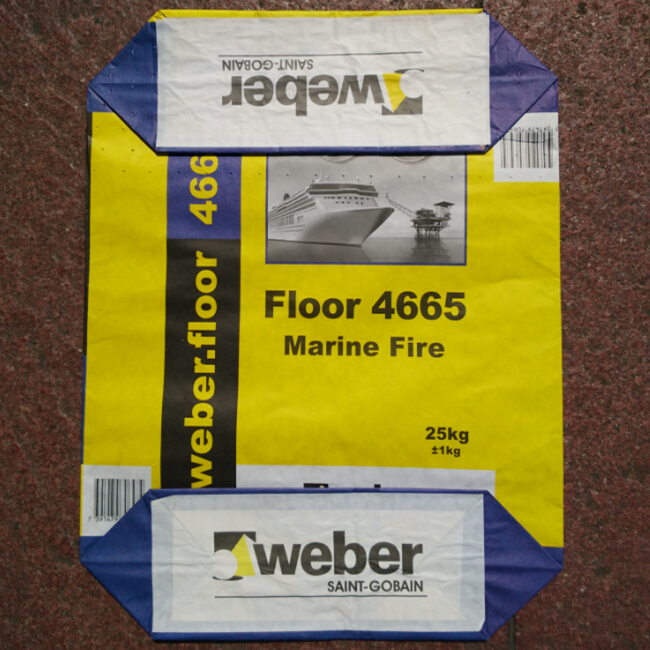 weber
SAINT-GOBAIN
weber.floor 466
Floor 4665
Marine Fire
25kg
±1kg
weber
SAINT-GOBAIN